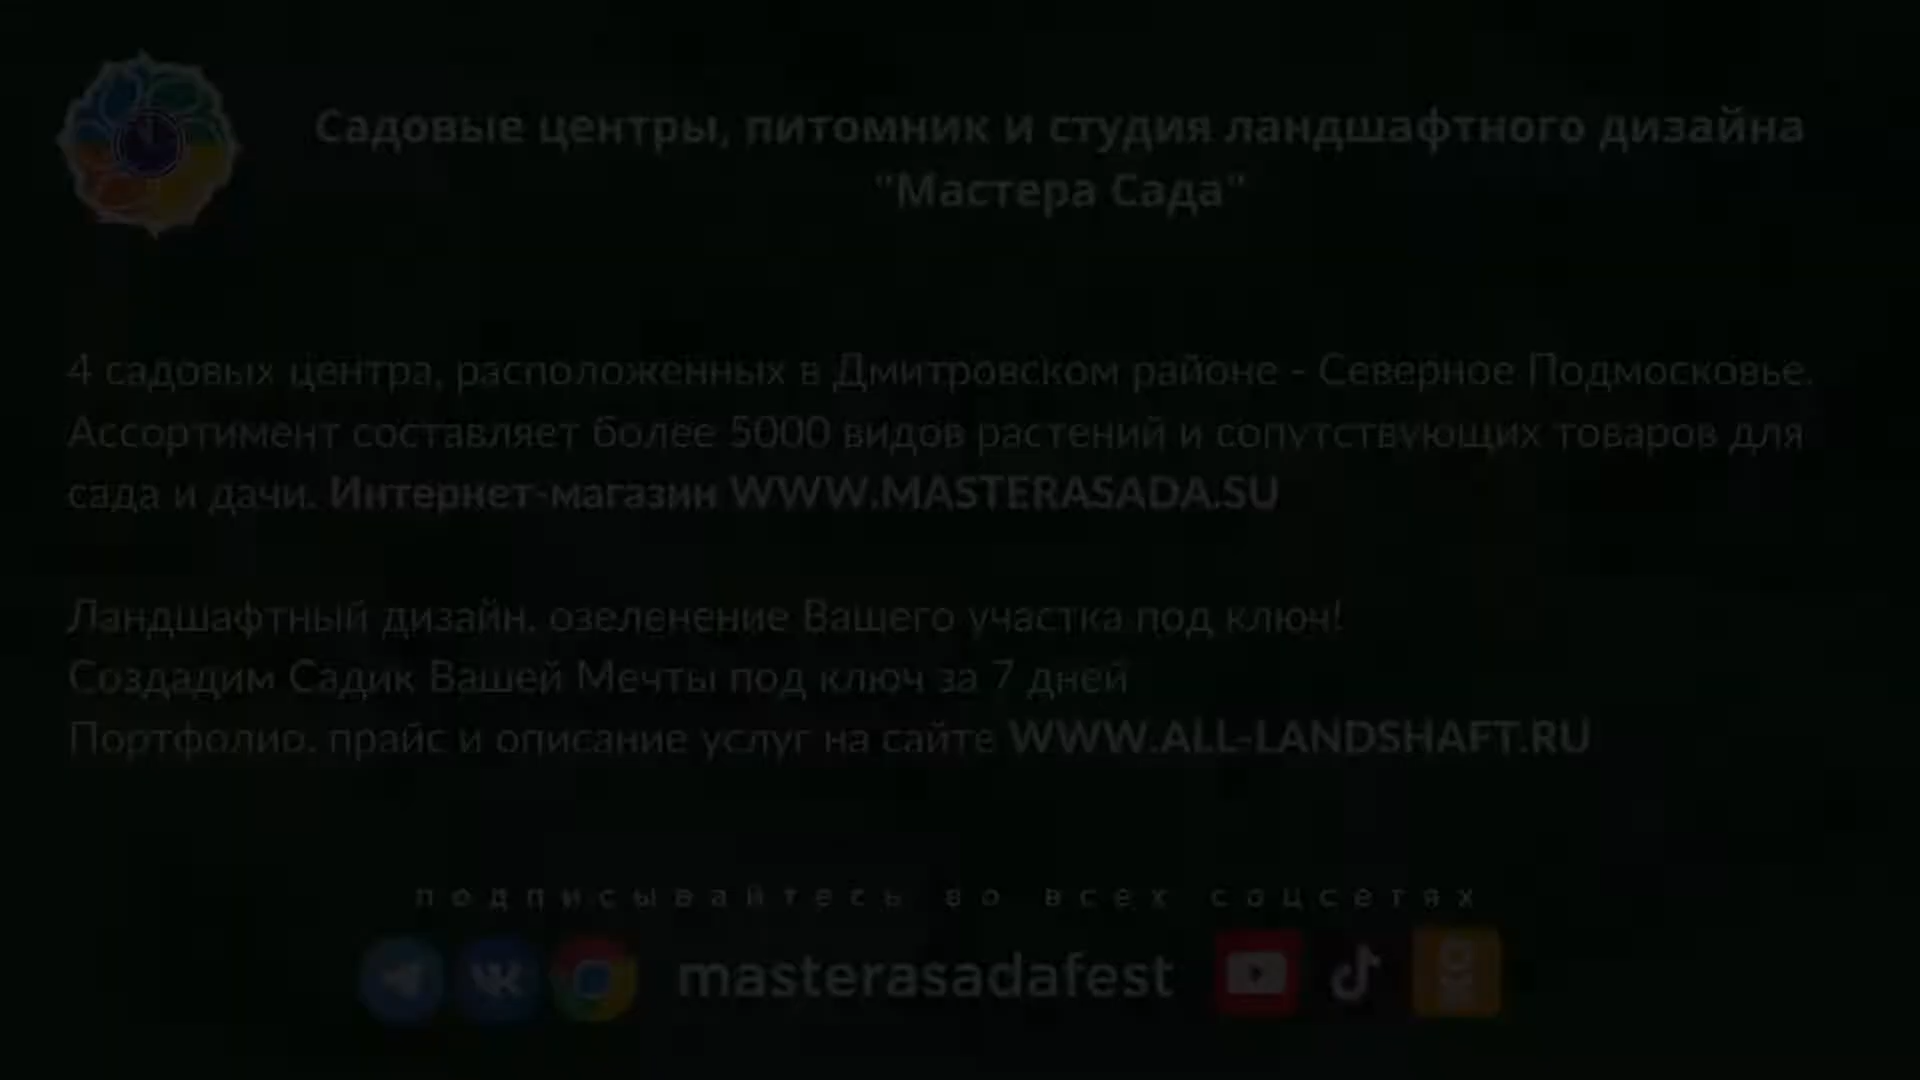 Садовые центры, питомник и студия ландшафтного дизайна
"Мастера Сада"
4 садовых центра, расположенных в Дмитровском районе - Северное Подмосковье.
Ассортимент составляет более 5000 видов растений и сопутствующих товаров для
сада и дачи. Интернет-магазин WWW.MASTERASADA.SU
Ландшафтный дизайн, озеленение Вашего участка под ключ!
Создадим Садик Вашей Мечты под ключ за 7 дней
Портфолио, прайс и описание услуг на сайте WWW.ALL-LANDSHAFT.RU
подписывайтесь во всех соцсетях
masterasadafest